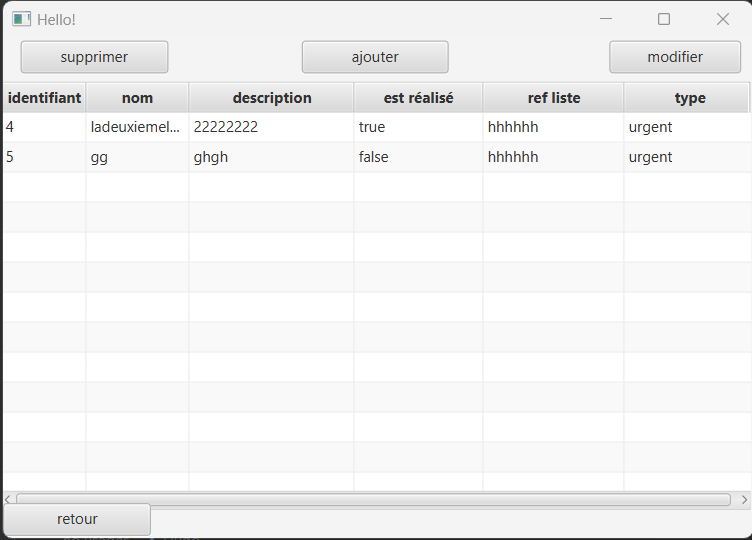 Hello!
supprimer ajouter modifier
identifiant nom description est réalisé ref liste type
4 ladeuxiemel... 22222222 true hhhhhh urgent
5 gg ghgh false hhhhhh urgent
retour